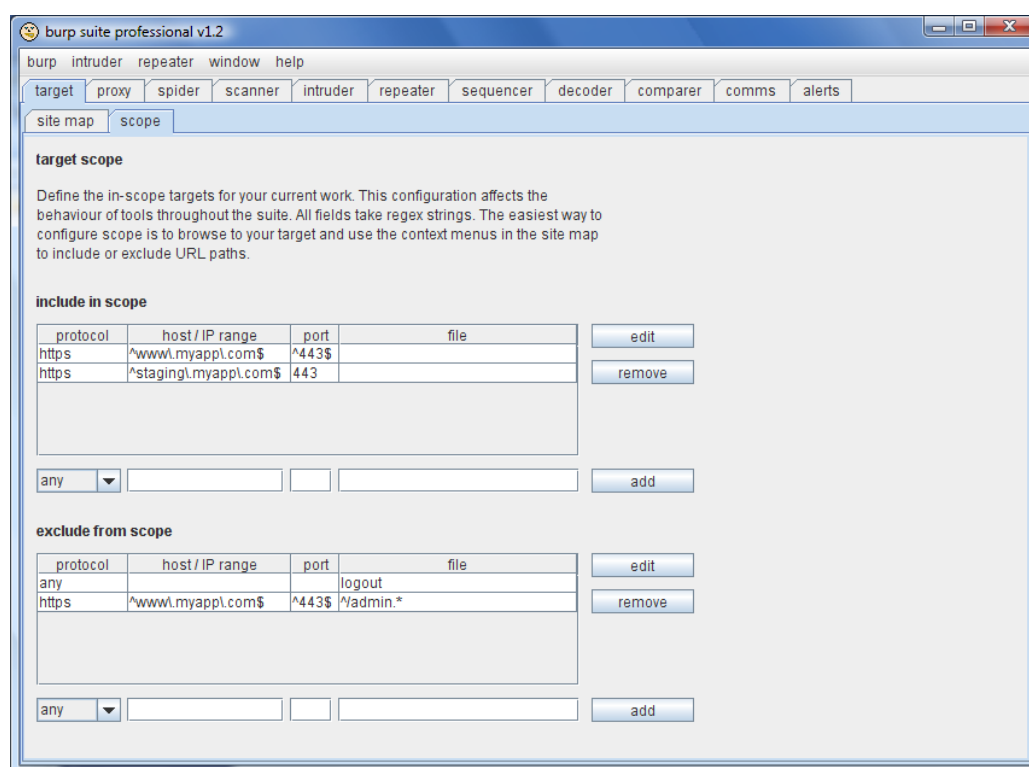 burp suite professional v1.2
burp intruder repeater window help
target proxy spider scanner intruder repeater sequencer decoder comparer comms alerts
site map scope
target scope
Define the in-scope targets for your current work. This configuration affects the
behaviour of tools throughout the suite. All fields take regex strings. The easiest way to
configure scope is to browse to your target and use the context menus in the site map
to include or exclude URL paths.
include in scope
protocol host / IP range port file edit
https ^www\.myapp\.com$ ^443$
https ^staging\.myapp\.com$ 443 remove
any add
exclude from scope
protocol host / IP range port file edit
any logout
https ^www\.myapp\.com$ ^443$ ^/admin.* remove
any add